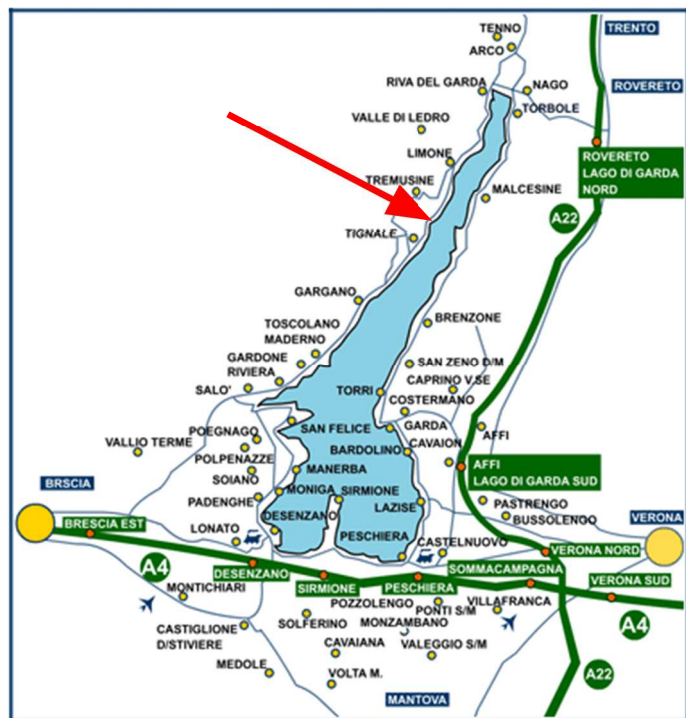 TENNO
TRENTO
ARCO
RIVA DEL GARDA
NAGO
ROVERETO
VALLE DI LEDRO
TORBOLE
LIMONE
ROVERETO
LAGO DI GARDA
NORD
TREMUSINE
MALCESINE
A22
TIGNALE
GARGANO
BRENZONE
TOSCOLANO
MADERNO
GARDONE
RIVIERA
SAN ZENO D/M
CAPRINO V.SE
SALO'
TORRI
COSTERMANO
POEGNAGO
SAN FELICE
GARDA
AFFI
VALLIO TERME
POLPENAZZE
BARDOLINO
CAVAION
AFFI
LAGO DI GARDA SUD
SOIANO
MANERBA
BRSCIA
PADENGHE
MONIGA
SIRMIONE
LAZISE
PASTRENGO
BUSSOLENGO
VERONA
BRESCIA EST
LONATO
DESENZANO
PESCHIERA
CASTELNUOVO
VERONA NORD
A4
DESENZANO
SIRMIONE
PESCHIERA
SOMMACAMPAGNA
VERONA SUD
MONTICHIARI
POZZOLENGO
PONTI S/M
VILLAFRANCA
A4
CASTIGLIONE
D/STIVIERE
SOLFERINO
MONZAMBANO
CAVAIANA
VALEGGIO S/M
MEDOLE
VOLTA M.
A22
MANTOVA